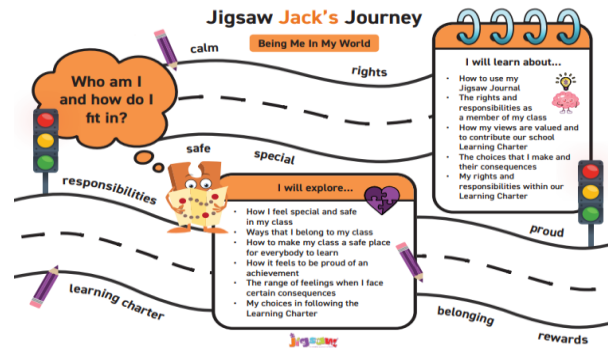 Jigsaw Jack's Journey
Being Me In My World
calm
rights
Who am I
and how do I
fit in?
safe
special
responsibilities
learning charter
I will learn about...
• How to use my
Jigsaw Journal
• The rights and
responsibilities as
a member of my class
• How my views are valued and
to contribute our school
Learning Charter
• The choices that I make and
their consequences
• My rights and
responsibilities within our
Learning Charter
I will explore...
• How I feel special and safe
in my class
• Ways that I belong to my class
• How to make my class a safe place
for everybody to learn
• How it feels to be proud of an
achievement
• The range of feelings when I face
certain consequences
• My choices in following the
Learning Charter
proud
belonging
rewards
Jigsaw